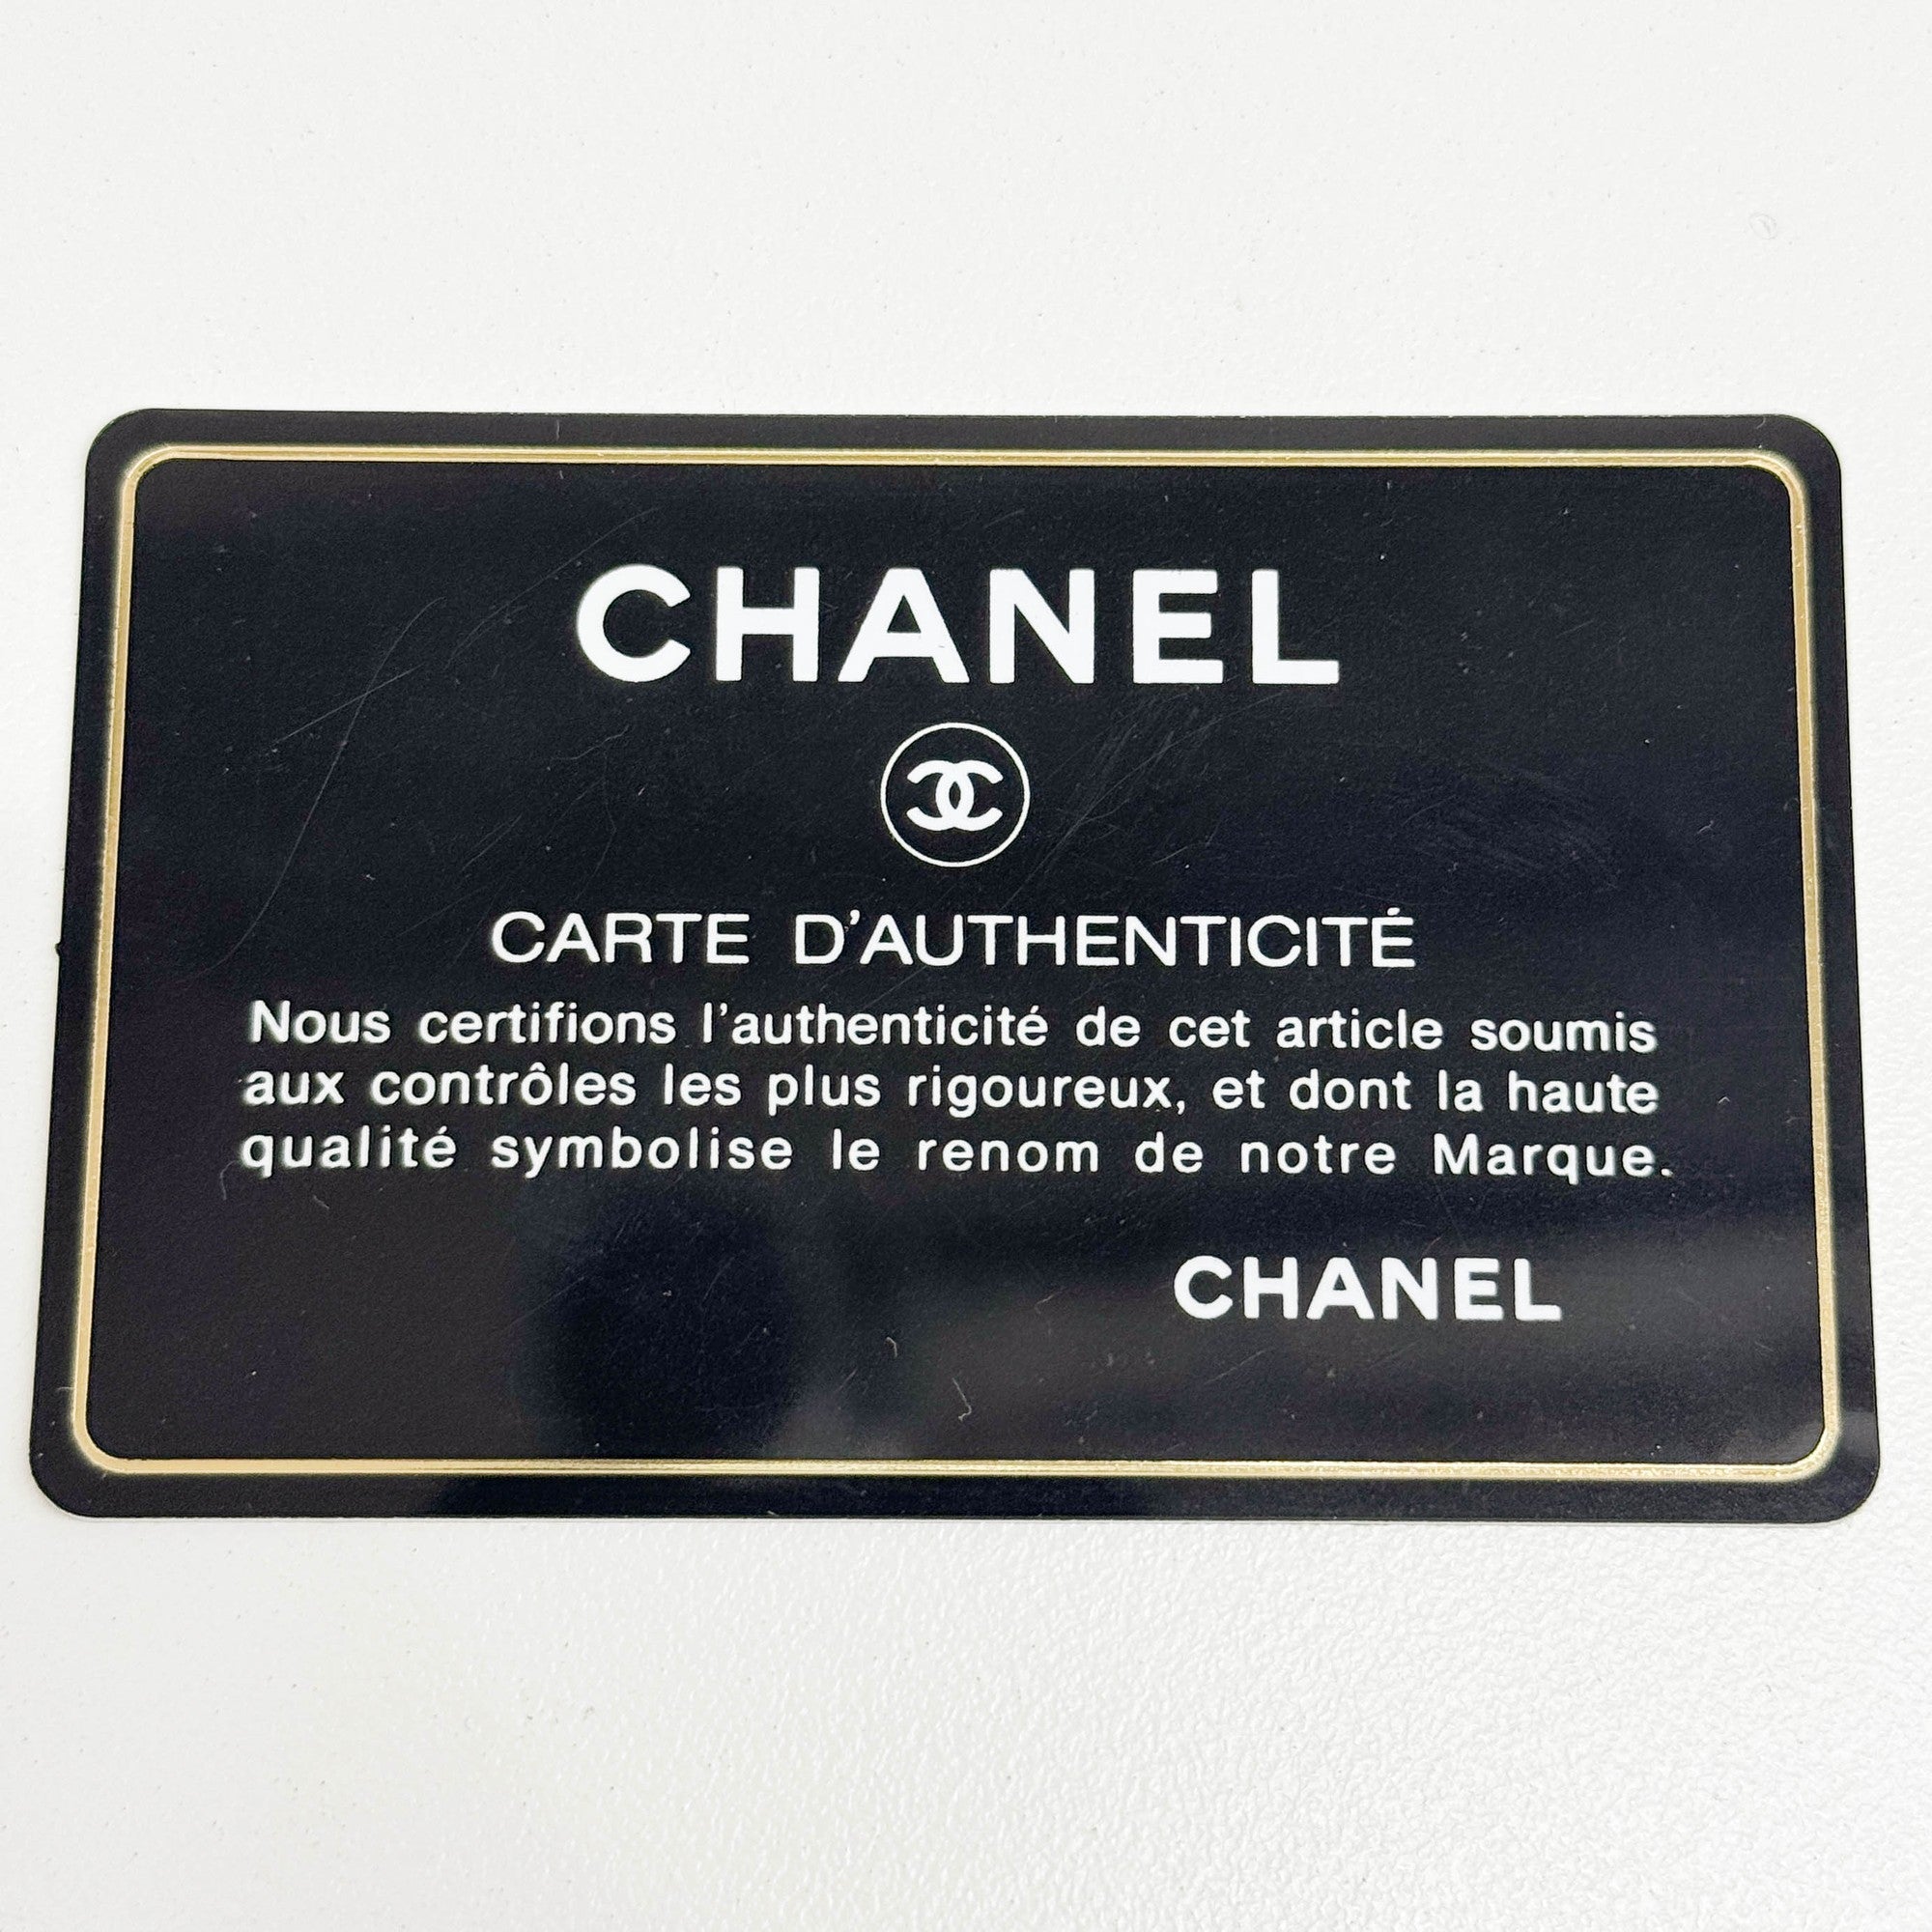 CHANEL
CARTE D'AUTHENTICITÉ
Nous certifions l'authenticité de cet article soumis
aux contrôles les plus rigoureux, et dont la haute
qualité symbolise le renom de notre Marque.
CHANEL